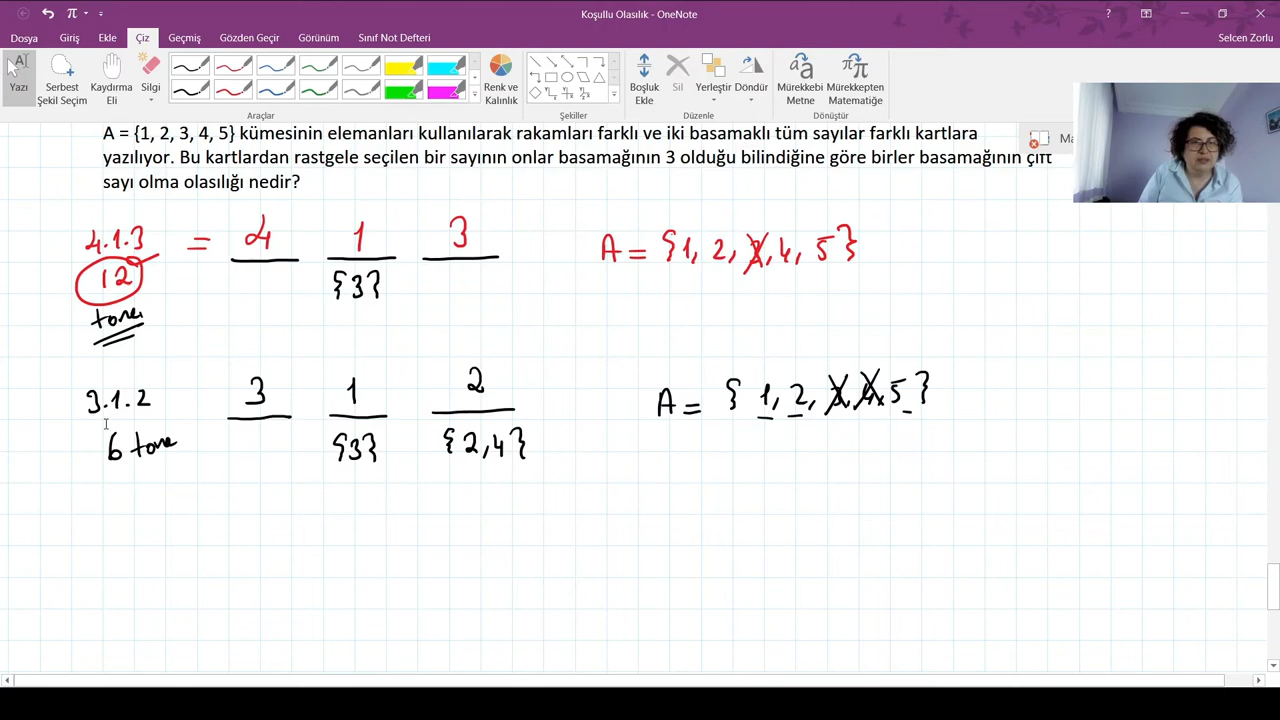 Koşullu Olasılık - OneNote
Dosya Giriş Ekle Çiz Geçmiş Gözden Geçir Görünüm Sınıf Not Defteri Selcen Zorlu
Yazı Serbest Şekil Seçim Kaydırma Eli Silgi Renk ve Kalınlık Boşluk Ekle Sil Yerleştir Döndür Mürekkebi Metne Mürekkepten Matematiğe
Araçlar Şekiller Düzenle Dönüştür
A = {1, 2, 3, 4, 5} kümesinin elemanları kullanılarak rakamları farklı ve iki basamaklı tüm sayılar farklı kartlara
yazılıyor. Bu kartlardan rastgele seçilen bir sayının onlar basamağının 3 olduğu bilindiğine göre birler basamağının çift
sayı olma olasılığı nedir?
Ma
4.1.3 = 4 1 3 A = {1, 2, 3, 4, 5}
12 {3}
tane
3.1.2 3 1 2 A = { 1, 2, 3, 4, 5 }
6 tane {3} {2,4}